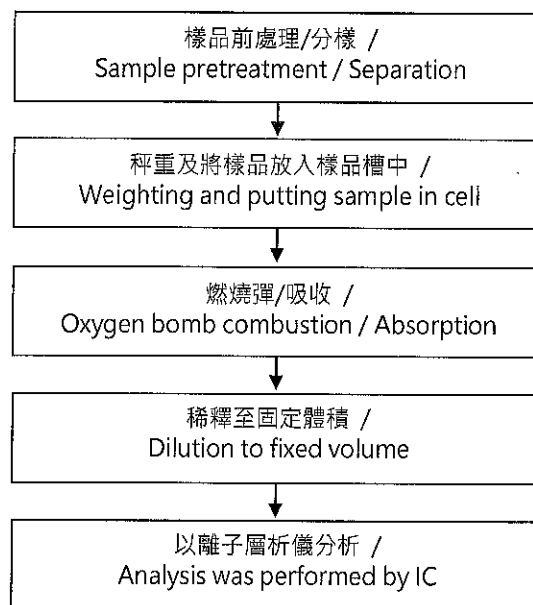 樣品前處理/分樣 /
Sample pretreatment / Separation
秤重及將樣品放入樣品槽中 /
Weighting and putting sample in cell
燃燒彈/吸收 /
Oxygen bomb combustion / Absorption
稀釋至固定體積 /
Dilution to fixed volume
以離子層析儀分析 /
Analysis was performed by IC